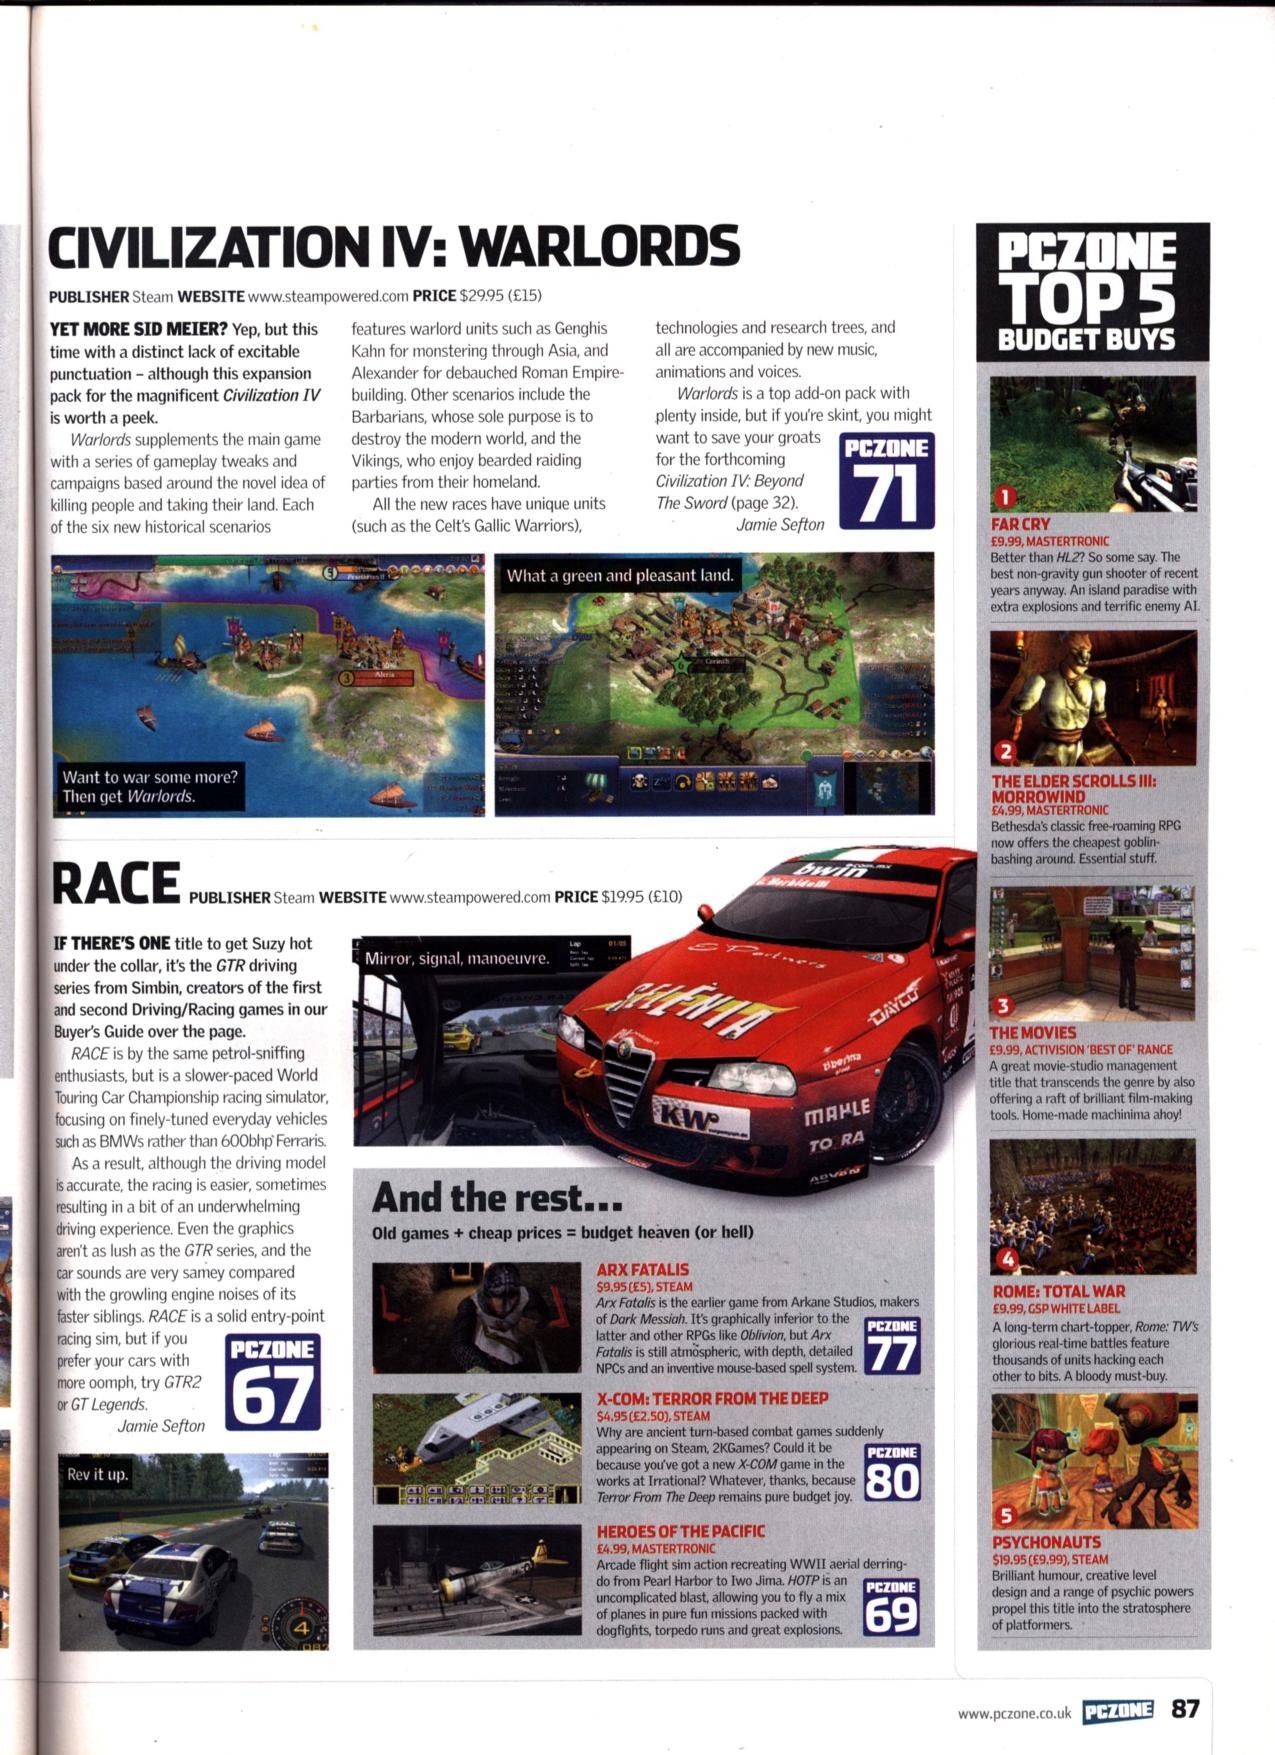 CIVILIZATION IV: WARLORDS
PUBLISHER Steam WEBSITE www.steampowered.com PRICE $29.95 (£15)
YET MORE SID MEIER? Yep, but this
time with a distinct lack of excitable
punctuation – although this expansion
pack for the magnificent Civilization IV
is worth a peek.
Warlords supplements the main game
with a series of gameplay tweaks and
campaigns based around the novel idea of
killing people and taking their land. Each
of the six new historical scenarios
features warlord units such as Genghis
Kahn for monstering through Asia, and
Alexander for debauched Roman Empire-
building. Other scenarios include the
Barbarians, whose sole purpose is to
destroy the modern world, and the
Vikings, who enjoy bearded raiding
parties from their homeland.
All the new races have unique units
(such as the Celt's Gallic Warriors),
technologies and research trees, and
all are accompanied by new music,
animations and voices.
Warlords is a top add-on pack with
plenty inside, but if you're skint, you might
want to save your groats
for the forthcoming
Civilization IV: Beyond
The Sword (page 32).
Jamie Sefton
PCZONE
71
Aleria
Want to war some more?
Then get Warlords.
What a green and pleasant land.
Corinth
RACE PUBLISHER Steam WEBSITE www.steampowered.com PRICE $19.95 (£10)
IF THERE'S ONE title to get Suzy hot
under the collar, it's the GTR driving
series from Simbin, creators of the first
and second Driving/Racing games in our
Buyer's Guide over the page.
RACE is by the same petrol-sniffing
enthusiasts, but is a slower-paced World
Touring Car Championship racing simulator,
focusing on finely-tuned everyday vehicles
such as BMWs rather than 600bhp Ferraris.
As a result, although the driving model
is accurate, the racing is easier, sometimes
resulting in a bit of an underwhelming
driving experience. Even the graphics
aren't as lush as the GTR series, and the
car sounds are very samey compared
with the growling engine noises of its
faster siblings. RACE is a solid entry-point
racing sim, but if you
prefer your cars with
more oomph, try GTR2
or GT Legends.
Jamie Sefton
PCZONE
67
Rev it up.
4
Mirror, signal, manoeuvre.
Lap 01/05
bwin
SELENIA
DAYCO
KW
MAHLE
TO RA
ADVAN
And the rest...
Old games + cheap prices = budget heaven (or hell)
ARX FATALIS
$9.95 (£5), STEAM
Arx Fatalis is the earlier game from Arkane Studios, makers
of Dark Messiah. It's graphically inferior to the
latter and other RPGs like Oblivion, but Arx
Fatalis is still atmospheric, with depth, detailed
NPCs and an inventive mouse-based spell system.
PCZONE
77
X-COM: TERROR FROM THE DEEP
$4.95 (£2.50), STEAM
Why are ancient turn-based combat games suddenly
appearing on Steam, 2KGames? Could it be
because you've got a new X-COM game in the
works at Irrational? Whatever, thanks, because
Terror From The Deep remains pure budget joy.
PCZONE
80
HEROES OF THE PACIFIC
£4.99, MASTERTRONIC
Arcade flight sim action recreating WWII aerial derring-
do from Pearl Harbor to Iwo Jima. HOTP is an
uncomplicated blast, allowing you to fly a mix
of planes in pure fun missions packed with
dogfights, torpedo runs and great explosions.
PCZONE
69
PCZONE
TOP 5
BUDGET BUYS
1
FAR CRY
£9.99, MASTERTRONIC
Better than HL2? So some say. The
best non-gravity gun shooter of recent
years anyway. An island paradise with
extra explosions and terrific enemy AI.
2
THE ELDER SCROLLS III:
MORROWIND
£4.99, MASTERTRONIC
Bethesda's classic free-roaming RPG
now offers the cheapest goblin-
bashing around. Essential stuff.
3
THE MOVIES
£9.99, ACTIVISION 'BEST OF' RANGE
A great movie-studio management
title that transcends the genre by also
offering a raft of brilliant film-making
tools. Home-made machinima ahoy!
4
ROME: TOTAL WAR
£9.99, GSP WHITE LABEL
A long-term chart-topper, Rome: TW's
glorious real-time battles feature
thousands of units hacking each
other to bits. A bloody must-buy.
5
PSYCHONAUTS
$19.95 (£9.99), STEAM
Brilliant humour, creative level
design and a range of psychic powers
propel this title into the stratosphere
of platformers.
www.pczone.co.uk PCZONE 87